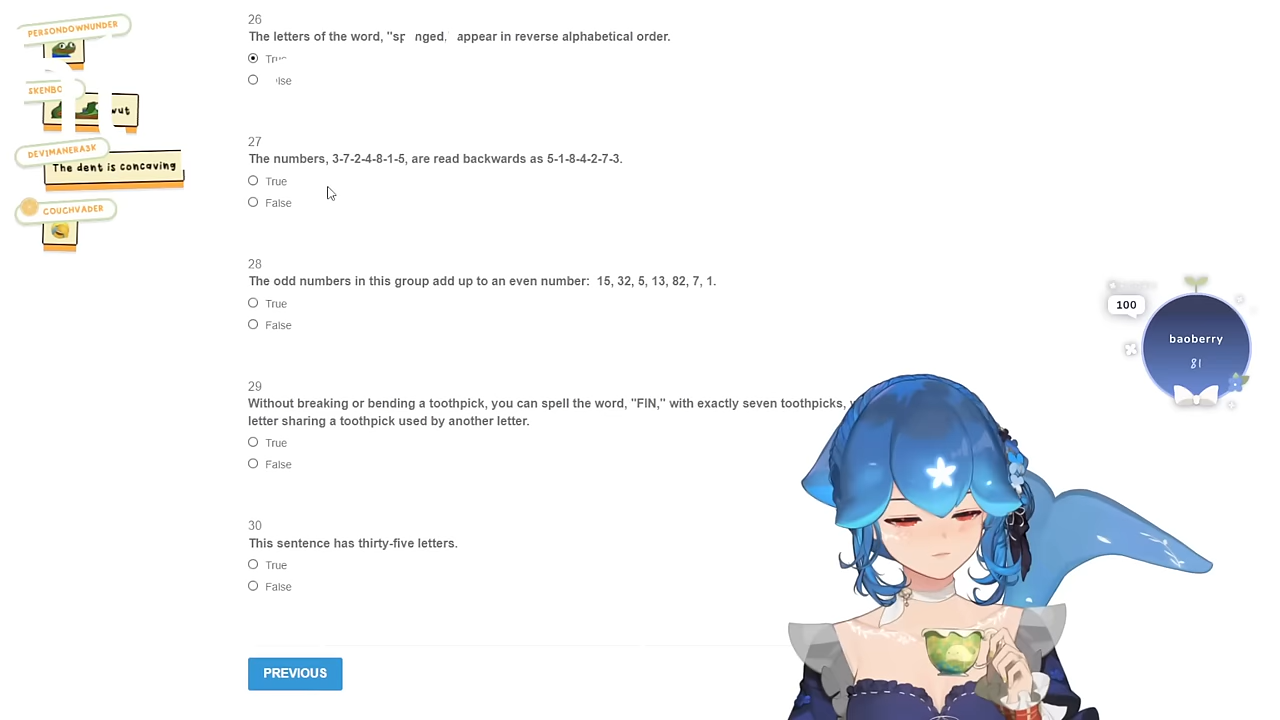 PERSONDOWNUNDER
SKENBC
wut
DEVIMANERA3K
The dent is concaving
COUCHVADER
26
The letters of the word, "sp nged, appear in reverse alphabetical order.
27
The numbers, 3-7-2-4-8-1-5, are read backwards as 5-1-8-4-2-7-3.
True
False
28
The odd numbers in this group add up to an even number: 15, 32, 5, 13, 82, 7, 1.
True
False
29
Without breaking or bending a toothpick, you can spell the word, "FIN," with exactly seven toothpicks,
letter sharing a toothpick used by another letter.
True
False
30
This sentence has thirty-five letters.
True
False
PREVIOUS
100
baoberry
81